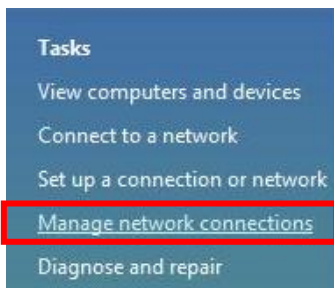 Tasks
View computers and devices
Connect to a network
Set up a connection or network
Manage network connections
Diagnose and repair